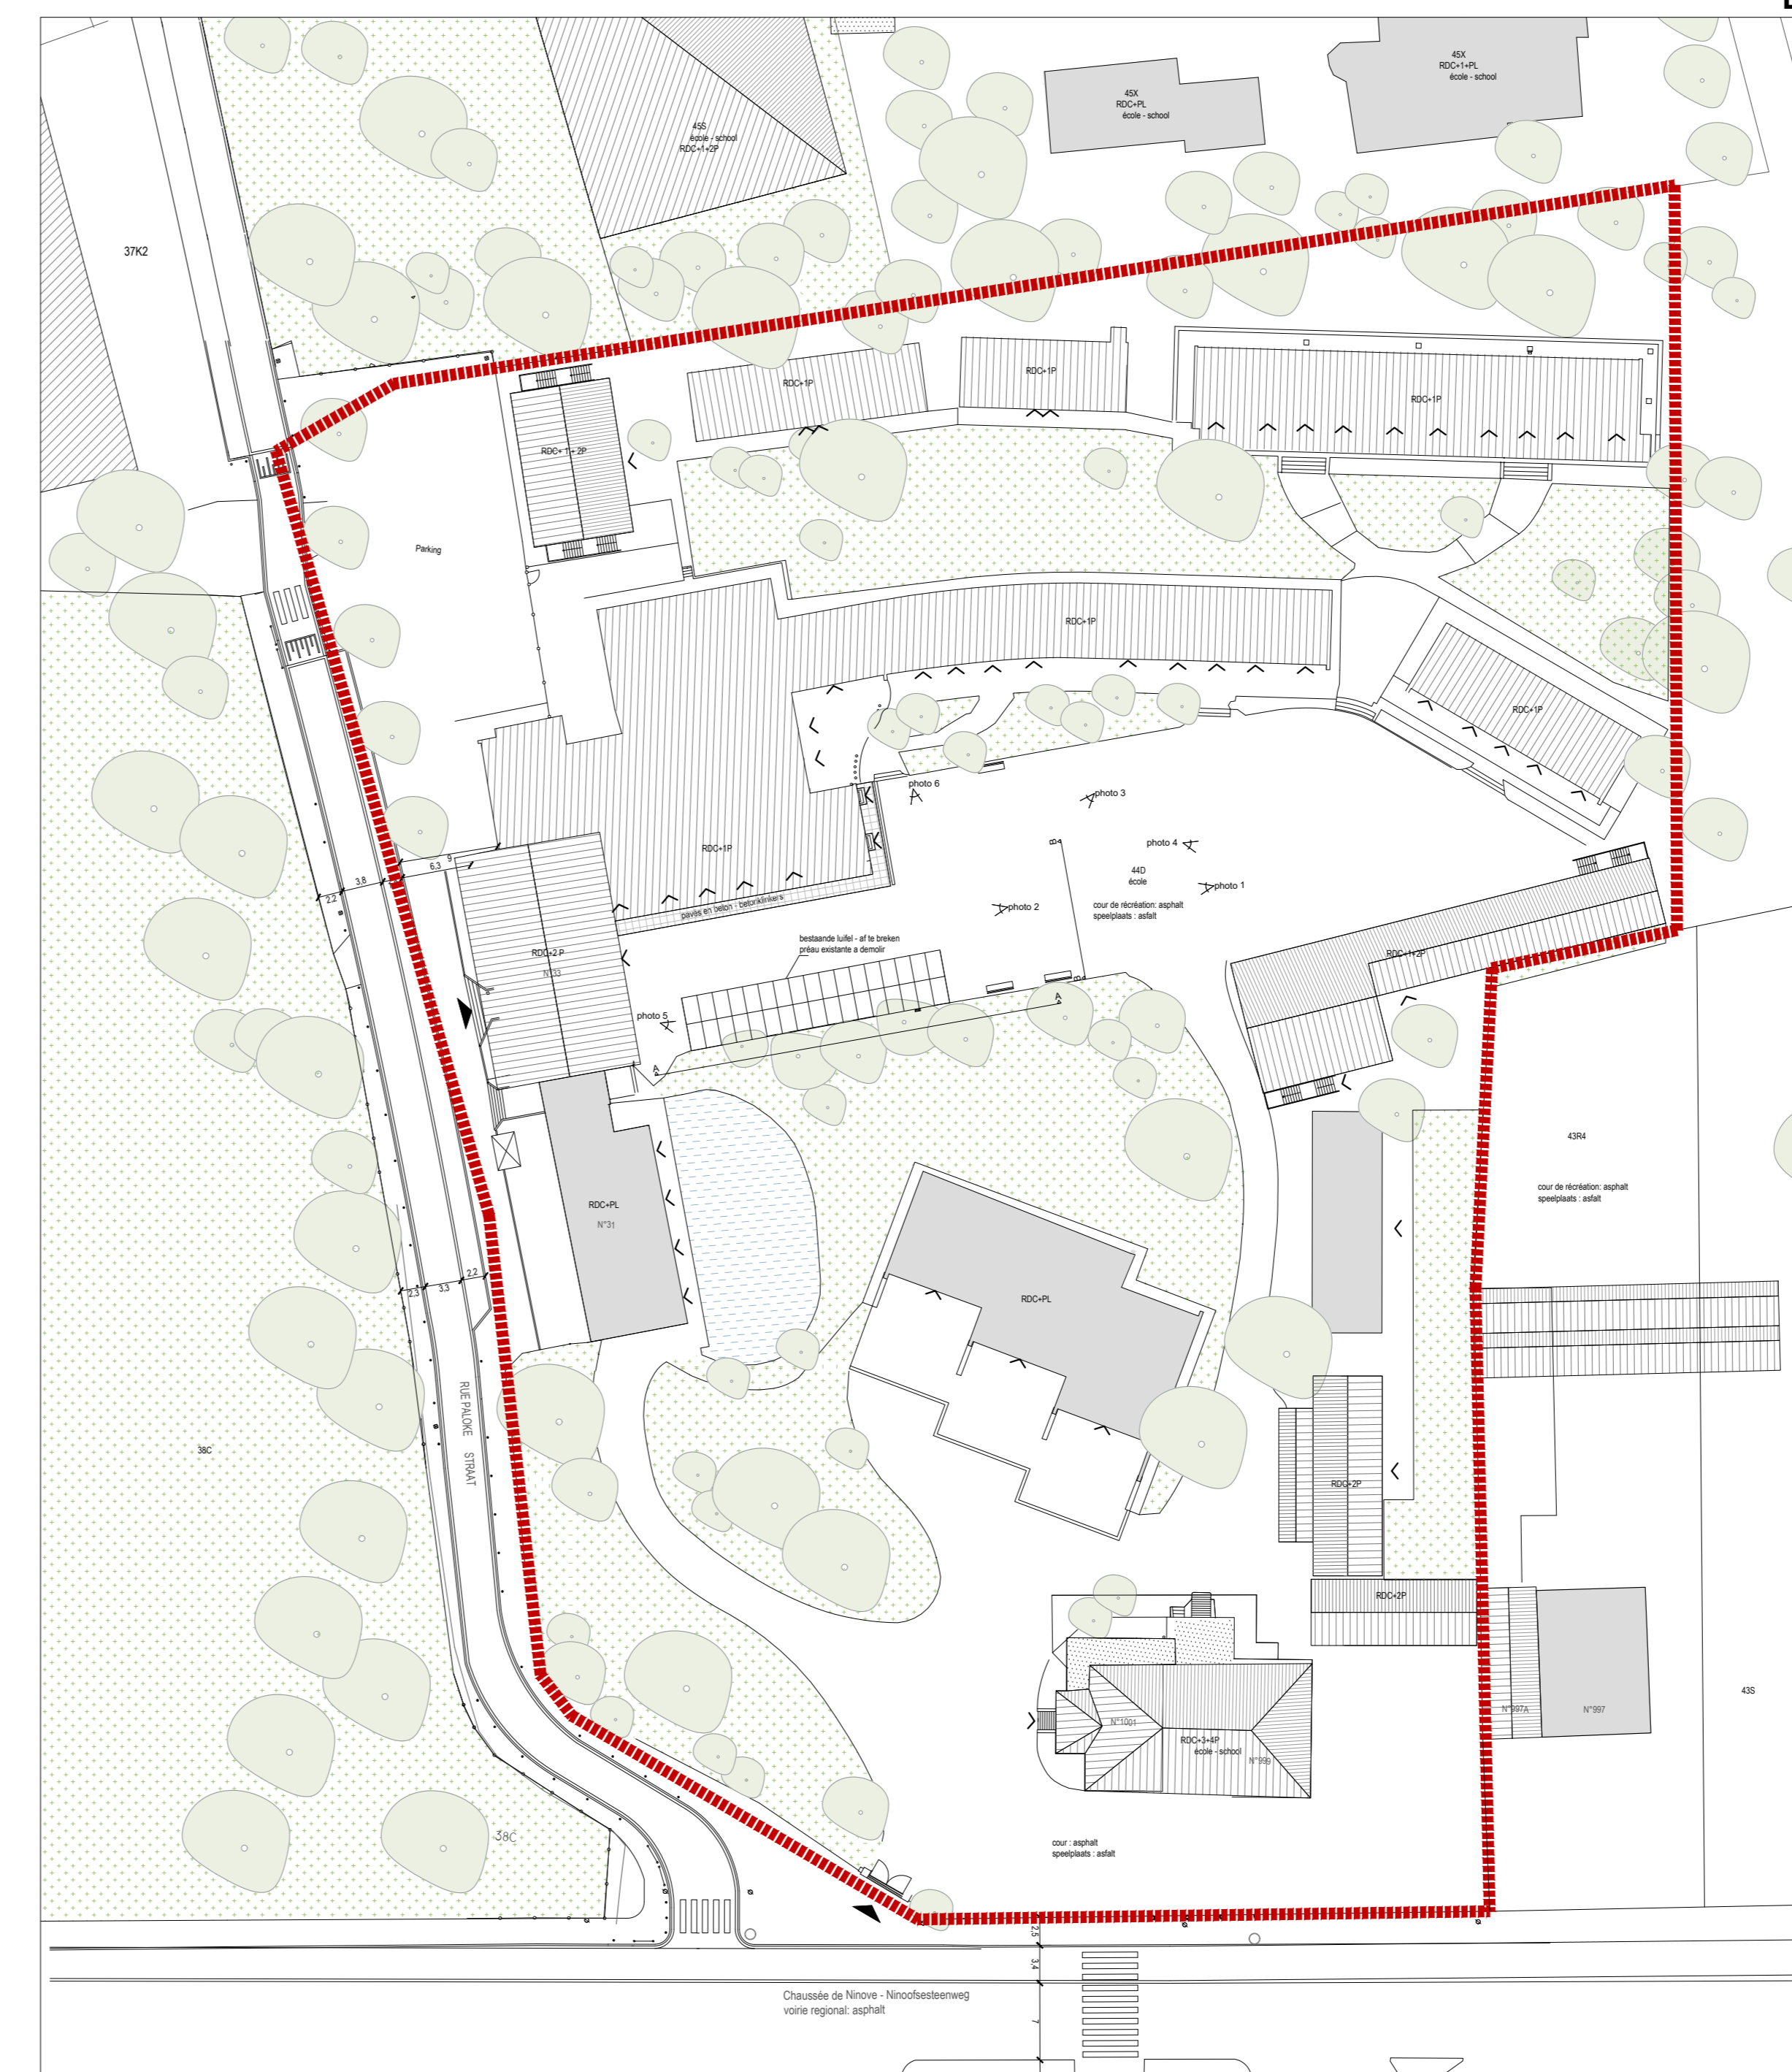 45X
RDC+1+PL
école - school
45X
RDC+PL
école - school
45S
école - school
RDC+1+2P
37K2
RDC+1P
RDC+1P
RDC+1P
RDC+ 1 + 2P
Parking
RDC+1P
RDC+1P
photo 6
photo 3
photo 4
RDC+1P
9
6,3
3,8
2,2
44D
école
photo 1
cour de récréation: asphalt
speelplaats : asfalt
photo 2
pavés en beton - betonklinkers
bestaande luifel - af te breken
préau existante a demolir
B
B
RDC+2 P
N°33
RDC+1+2P
A
A
photo 5
43R4
cour de récréation: asphalt
speelplaats : asfalt
RDC+PL
N°31
2,2
3,3
2,3
RDC+PL
RUE PALOKE STRAAT
38C
RDC+2P
RDC+2P
N°1001
RDC+3+4P
école - school
N°999
N°997A
N°997
43S
38C
cour : asphalt
speelplaats : asfalt
2,5
3,4
7
Chaussée de Ninove - Ninoofsesteenweg
voirie regional: asphalt